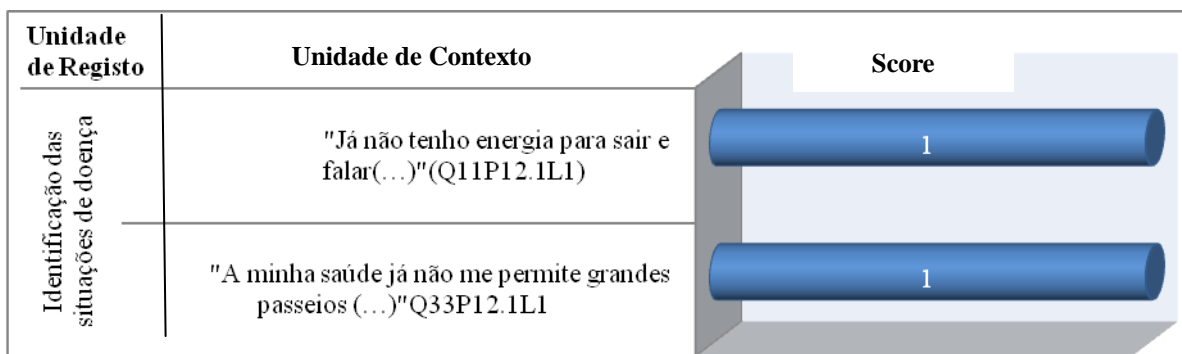 Unidade
de Registo
Unidade de Contexto
Score
Identificação das
situações de doença
"Já não tenho energia para sair e
falar(…)"(Q11P12.1L1)
1
"A minha saúde já não me permite grandes
passeios (…)"Q33P12.1L1
1